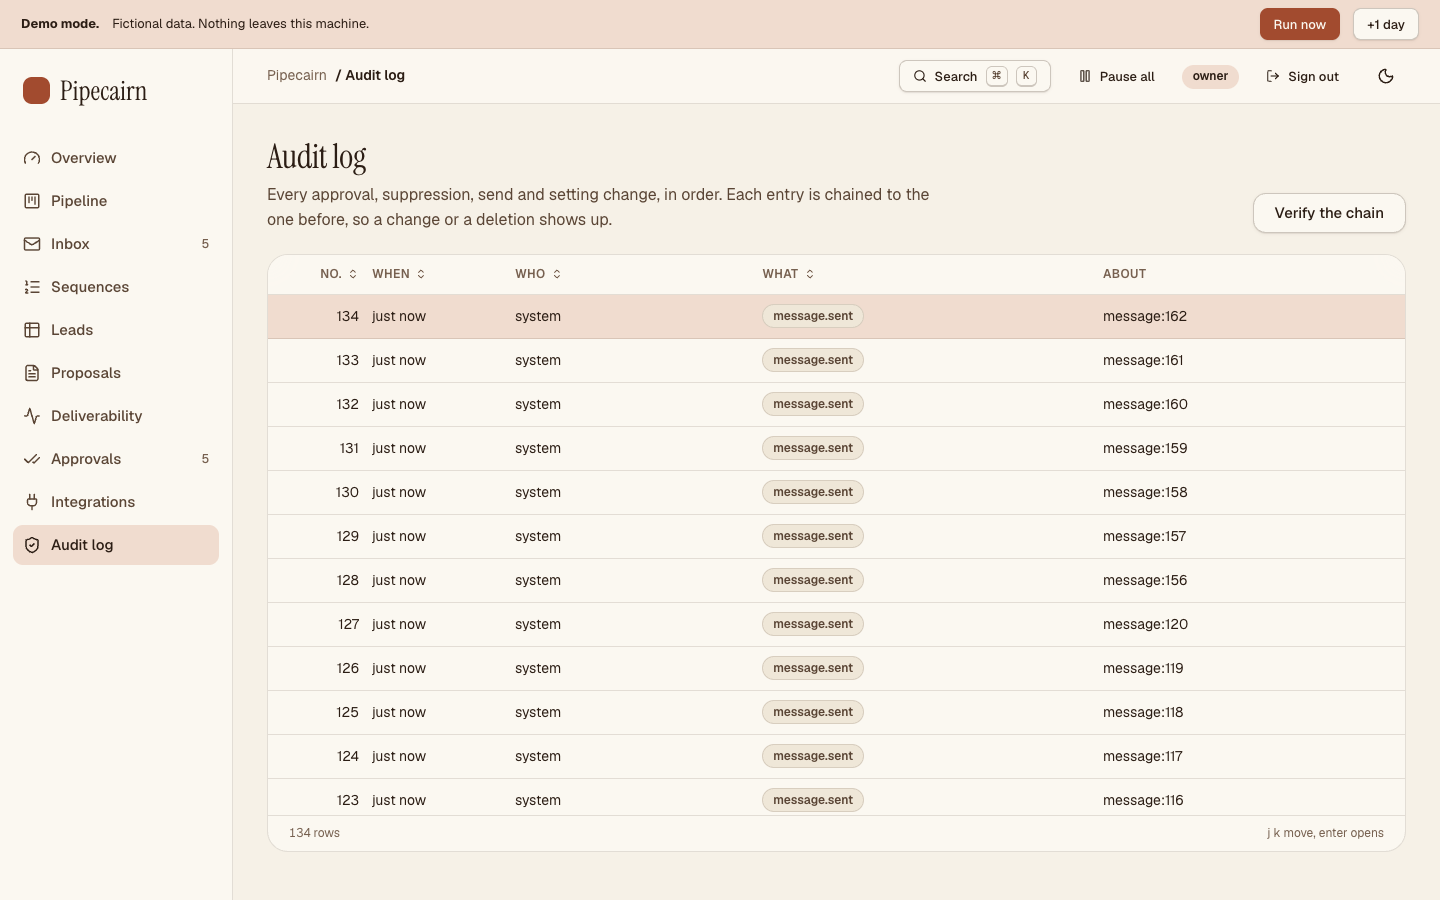 Demo mode. Fictional data. Nothing leaves this machine.
Run now
+1 day
Pipecairn
Pipecairn / Audit log
Search ⌘ K
Pause all
owner
Sign out
Overview
Pipeline
Inbox 5
Sequences
Leads
Proposals
Deliverability
Approvals 5
Integrations
Audit log
Audit log
Every approval, suppression, send and setting change, in order. Each entry is chained to the
one before, so a change or a deletion shows up.
Verify the chain
NO. WHEN WHO WHAT ABOUT
134 just now system message.sent message:162
133 just now system message.sent message:161
132 just now system message.sent message:160
131 just now system message.sent message:159
130 just now system message.sent message:158
129 just now system message.sent message:157
128 just now system message.sent message:156
127 just now system message.sent message:120
126 just now system message.sent message:119
125 just now system message.sent message:118
124 just now system message.sent message:117
123 just now system message.sent message:116
134 rows
j k move, enter opens